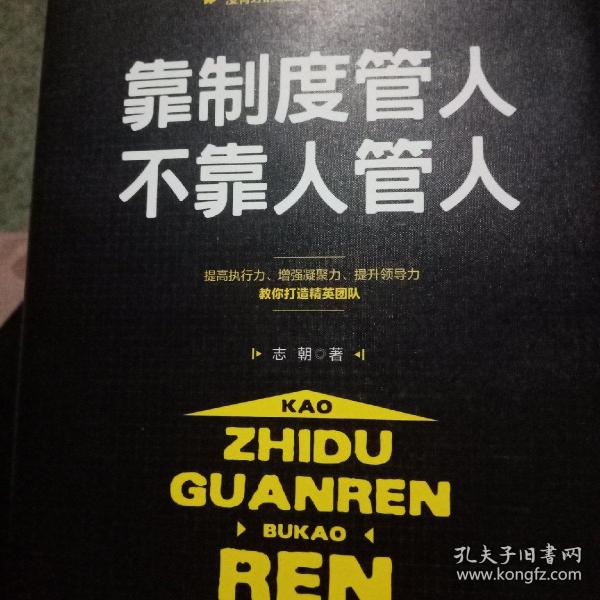 靠制度管人
不靠人管人
提高执行力、增强凝聚力、提升领导力
教你打造精英团队
志 朝◎著
KAO
ZHIDU
GUANREN
BUKAO
REN
孔夫子旧书网
www.kongfz.com